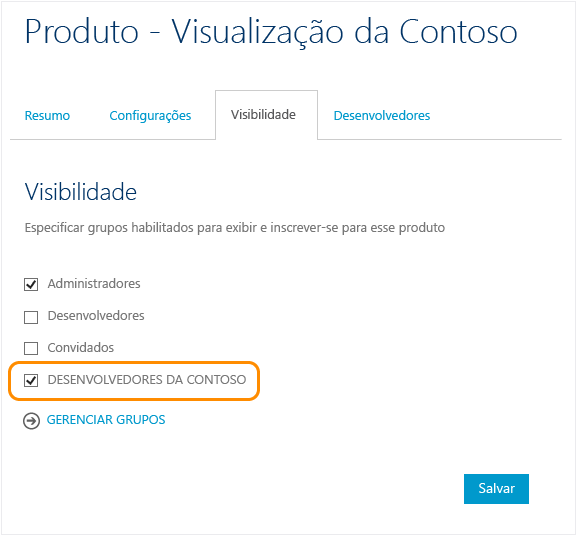 Produto - Visualização da Contoso
Resumo Configurações Visibilidade Desenvolvedores
Visibilidade
Especificar grupos habilitados para exibir e inscrever-se para esse produto
Administradores
Desenvolvedores
Convidados
DESENVOLVEDORES DA CONTOSO
GERENCIAR GRUPOS
Salvar